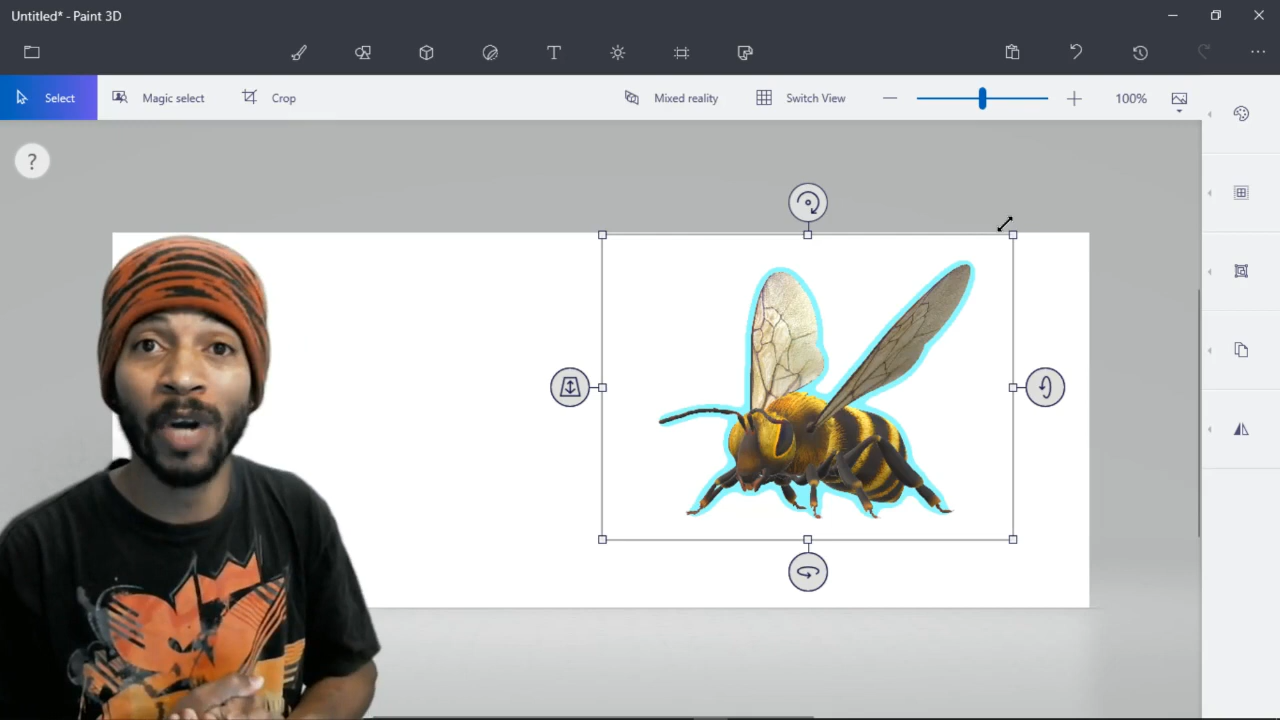 Untitled* - Paint 3D
Select
Magic select
Crop
Mixed reality
Switch View
100%
?